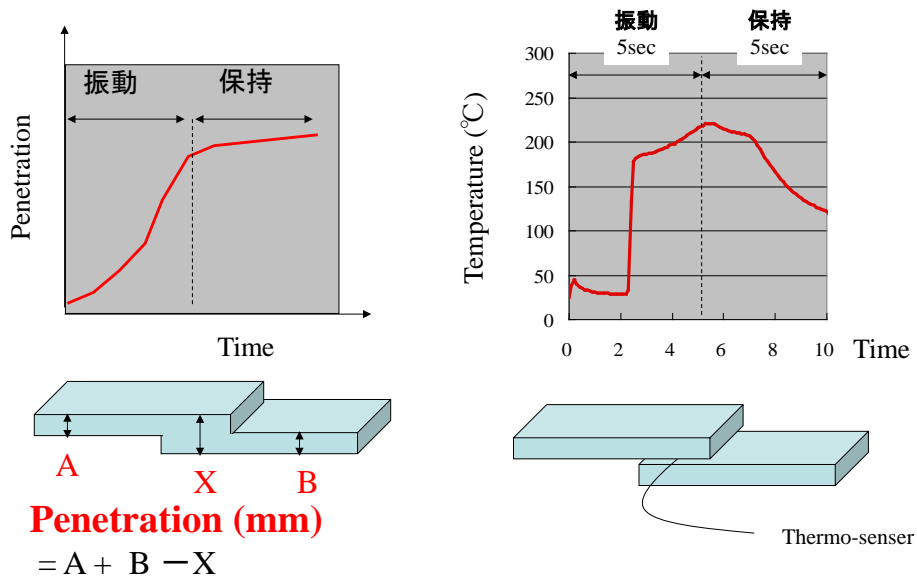 振動
保持
Penetration
Time
A
X
B
Penetration (mm)
= A + B －X
振動
5sec
保持
5sec
300
250
200
150
100
50
0
Temperature (℃)
0 2 4 6 8 10
Time
Thermo-senser